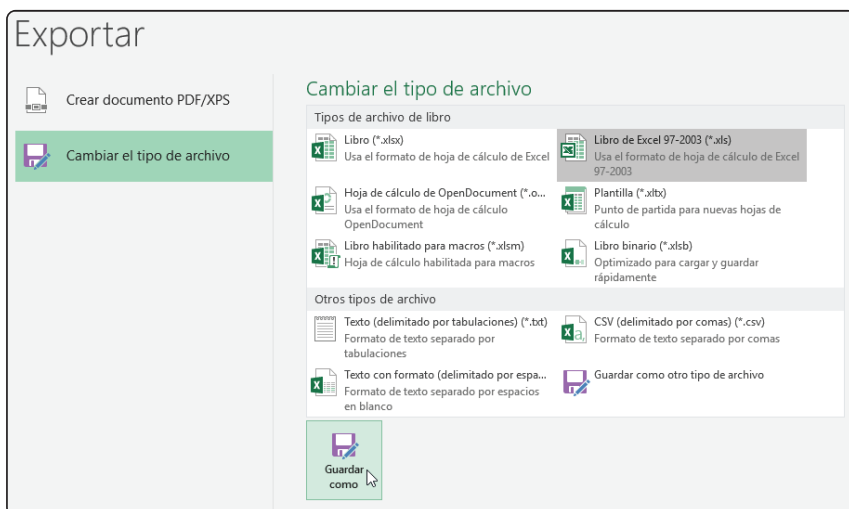 Exportar
Crear documento PDF/XPS
Cambiar el tipo de archivo
Cambiar el tipo de archivo
Tipos de archivo de libro
Libro (*.xlsx)
Usa el formato de hoja de cálculo de Excel
Libro de Excel 97-2003 (*.xls)
Usa el formato de hoja de cálculo de Excel
97-2003
Hoja de cálculo de OpenDocument (*.o...
Usa el formato de hoja de cálculo
OpenDocument
Plantilla (*.xltx)
Punto de partida para nuevas hojas de
cálculo
Libro habilitado para macros (*.xlsm)
Hoja de cálculo habilitada para macros
Libro binario (*.xlsb)
Optimizado para cargar y guardar
rápidamente
Otros tipos de archivo
Texto (delimitado por tabulaciones) (*.txt)
Formato de texto separado por
tabulaciones
CSV (delimitado por comas) (*.csv)
Formato de texto separado por comas
Texto con formato (delimitado por espa...
Formato de texto separado por espacios
en blanco
Guardar como otro tipo de archivo
Guardar
como